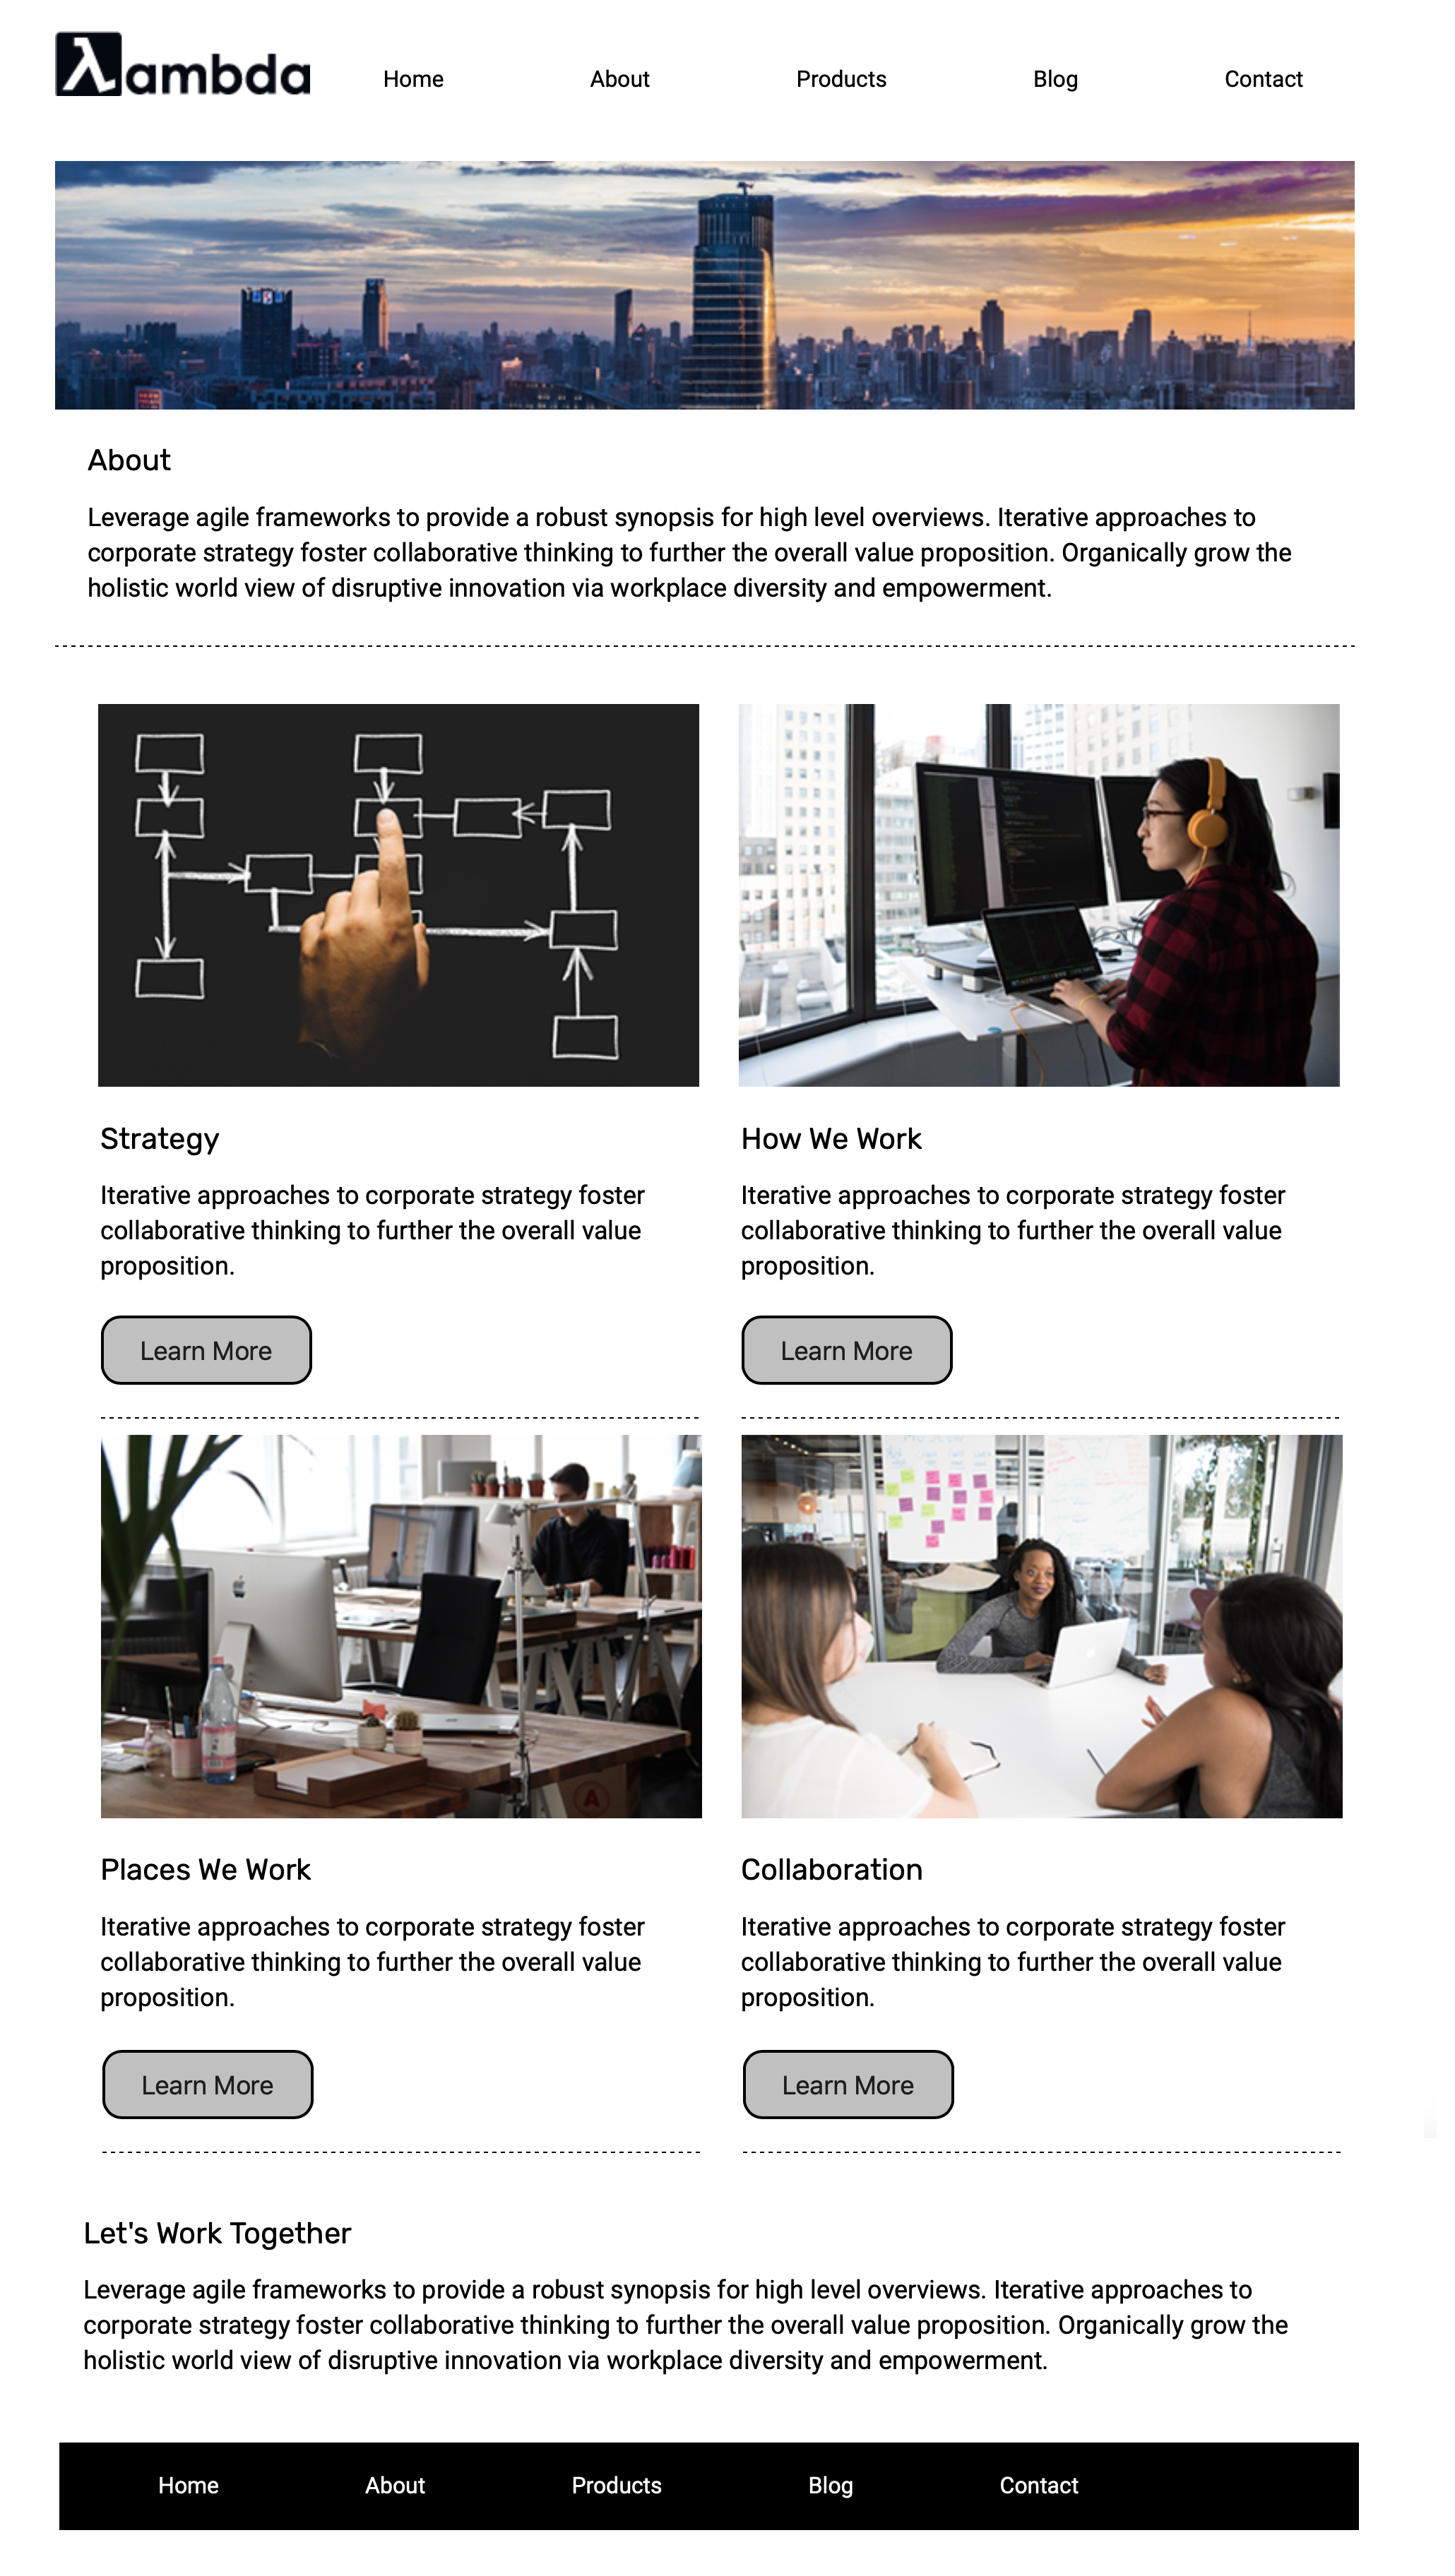 λambda
Home About Products Blog Contact
About
Leverage agile frameworks to provide a robust synopsis for high level overviews. Iterative approaches to
corporate strategy foster collaborative thinking to further the overall value proposition. Organically grow the
holistic world view of disruptive innovation via workplace diversity and empowerment.
Strategy
Iterative approaches to corporate strategy foster
collaborative thinking to further the overall value
proposition.
Learn More
How We Work
Iterative approaches to corporate strategy foster
collaborative thinking to further the overall value
proposition.
Learn More
Places We Work
Iterative approaches to corporate strategy foster
collaborative thinking to further the overall value
proposition.
Learn More
Collaboration
Iterative approaches to corporate strategy foster
collaborative thinking to further the overall value
proposition.
Learn More
Let's Work Together
Leverage agile frameworks to provide a robust synopsis for high level overviews. Iterative approaches to
corporate strategy foster collaborative thinking to further the overall value proposition. Organically grow the
holistic world view of disruptive innovation via workplace diversity and empowerment.
Home About Products Blog Contact